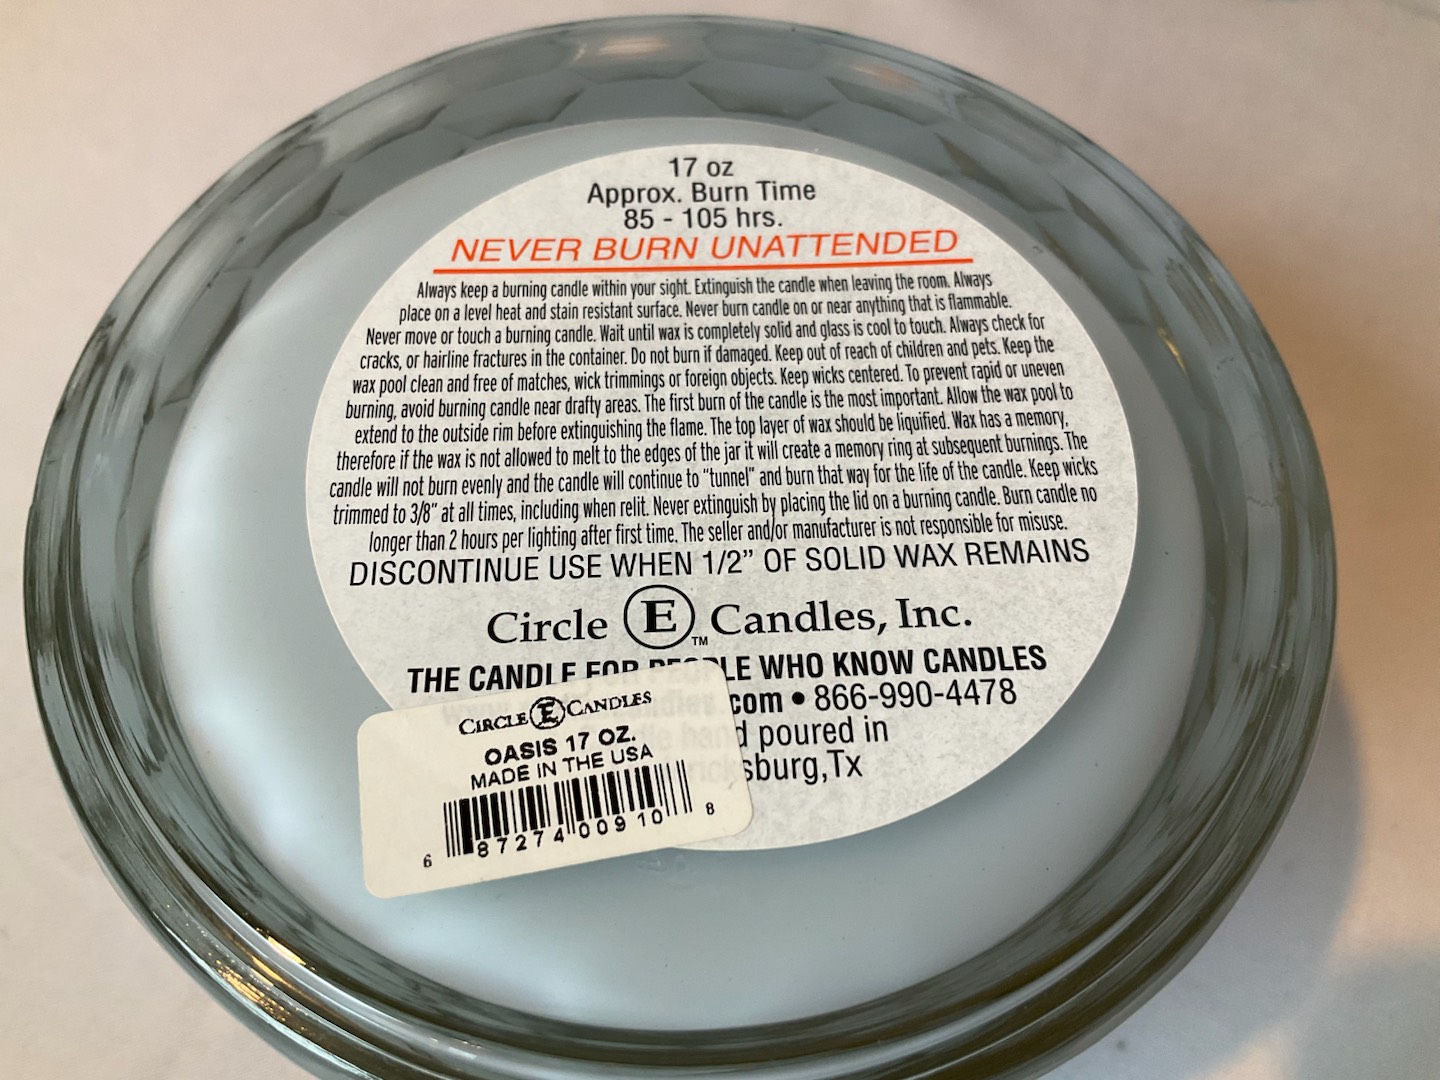 17 oz
Approx. Burn Time
85 - 105 hrs.
NEVER BURN UNATTENDED
Always keep a burning candle within your sight. Extinguish the candle when leaving the room. Always
place on a level heat and stain resistant surface. Never burn candle on or near anything that is flammable.
Never move or touch a burning candle. Wait until wax is completely solid and glass is cool to touch. Always check for
cracks, or hairline fractures in the container. Do not burn if damaged. Keep out of reach of children and pets. Keep the
wax pool clean and free of matches, wick trimmings or foreign objects. Keep wicks centered. To prevent rapid or uneven
burning, avoid burning candle near drafty areas. The first burn of the candle is the most important. Allow the wax pool to
extend to the outside rim before extinguishing the flame. The top layer of wax should be liquified. Wax has a memory,
therefore if the wax is not allowed to melt to the edges of the jar it will create a memory ring at subsequent burnings. The
candle will not burn evenly and the candle will continue to "tunnel" and burn that way for the life of the candle. Keep wicks
trimmed to 3/8" at all times, including when relit. Never extinguish by placing the lid on a burning candle. Burn candle no
longer than 2 hours per lighting after first time. The seller and/or manufacturer is not responsible for misuse.
DISCONTINUE USE WHEN 1/2" OF SOLID WAX REMAINS
Circle E™ Candles, Inc.
THE CANDLE FOR PEOPLE WHO KNOW CANDLES
.com • 866-990-4478
d poured in
sburg,Tx
CIRCLE E CANDLES
OASIS 17 OZ.
MADE IN THE USA
6 87274 00910 8